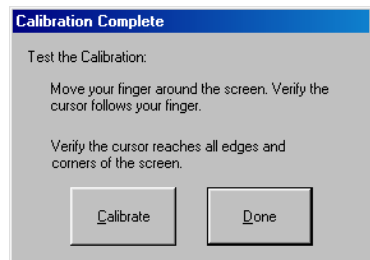 Calibration Complete
Test the Calibration:
Move your finger around the screen. Verify the
cursor follows your finger.
Verify the cursor reaches all edges and
corners of the screen.
Calibrate
Done